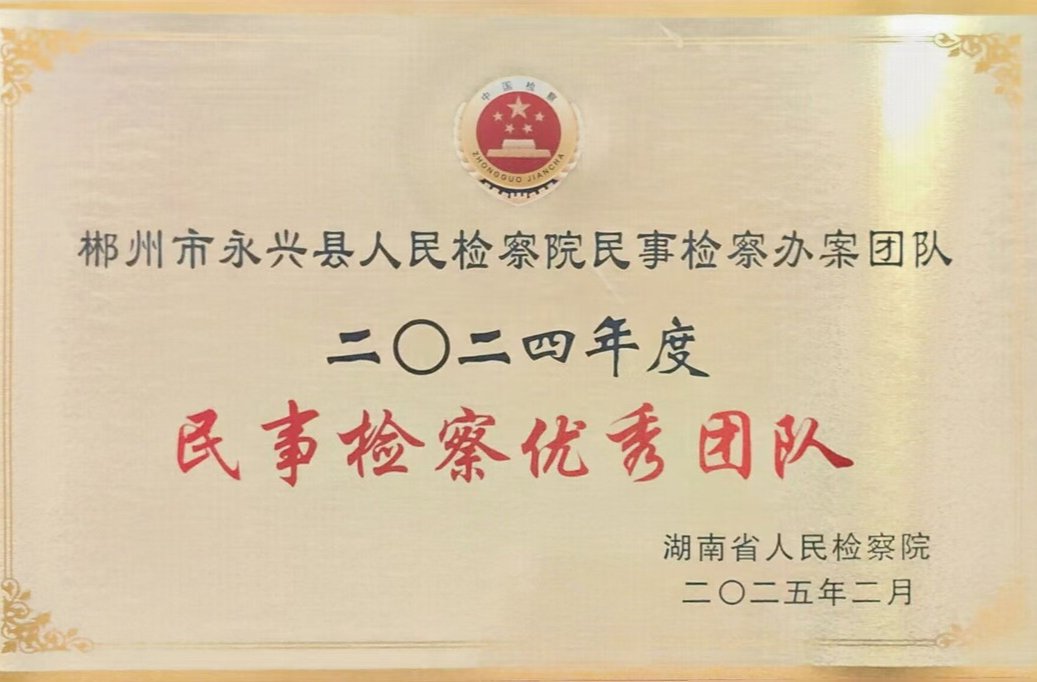 中国检察
ZHONGGUO JIANCHA
郴州市永兴县人民检察院民事检察办案团队
二〇二四年度
民事检察优秀团队
湖南省人民检察院
二〇二五年二月